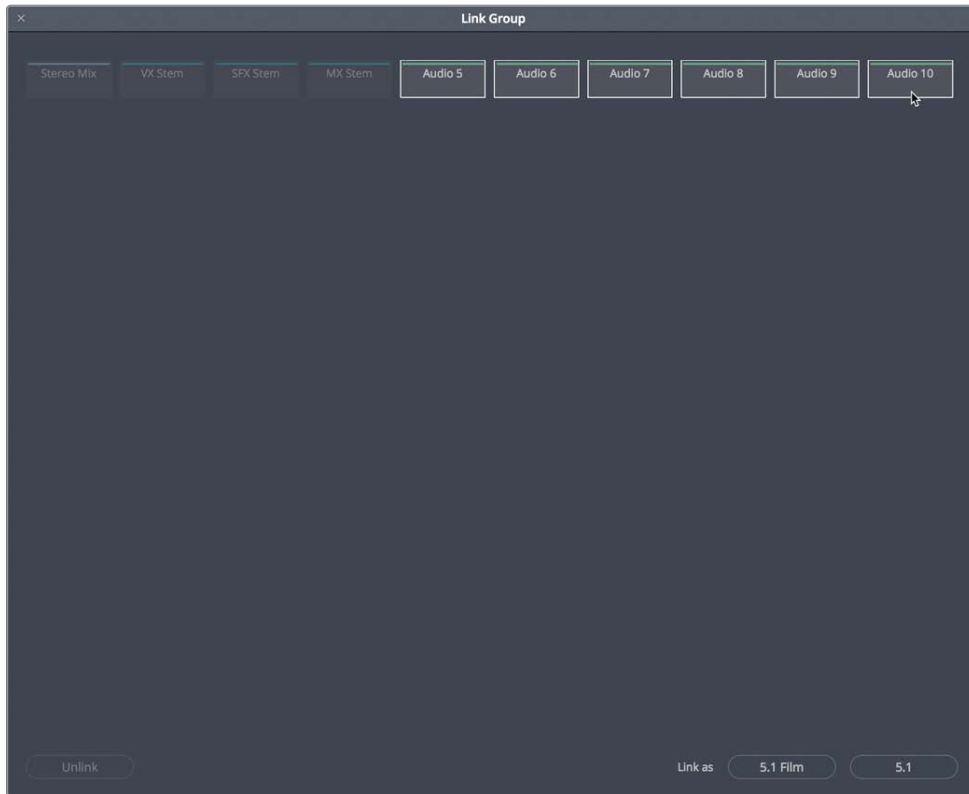 Link Group
Stereo Mix VX Stem SFX Stem MX Stem Audio 5 Audio 6 Audio 7 Audio 8 Audio 9 Audio 10
Unlink Link as 5.1 Film 5.1